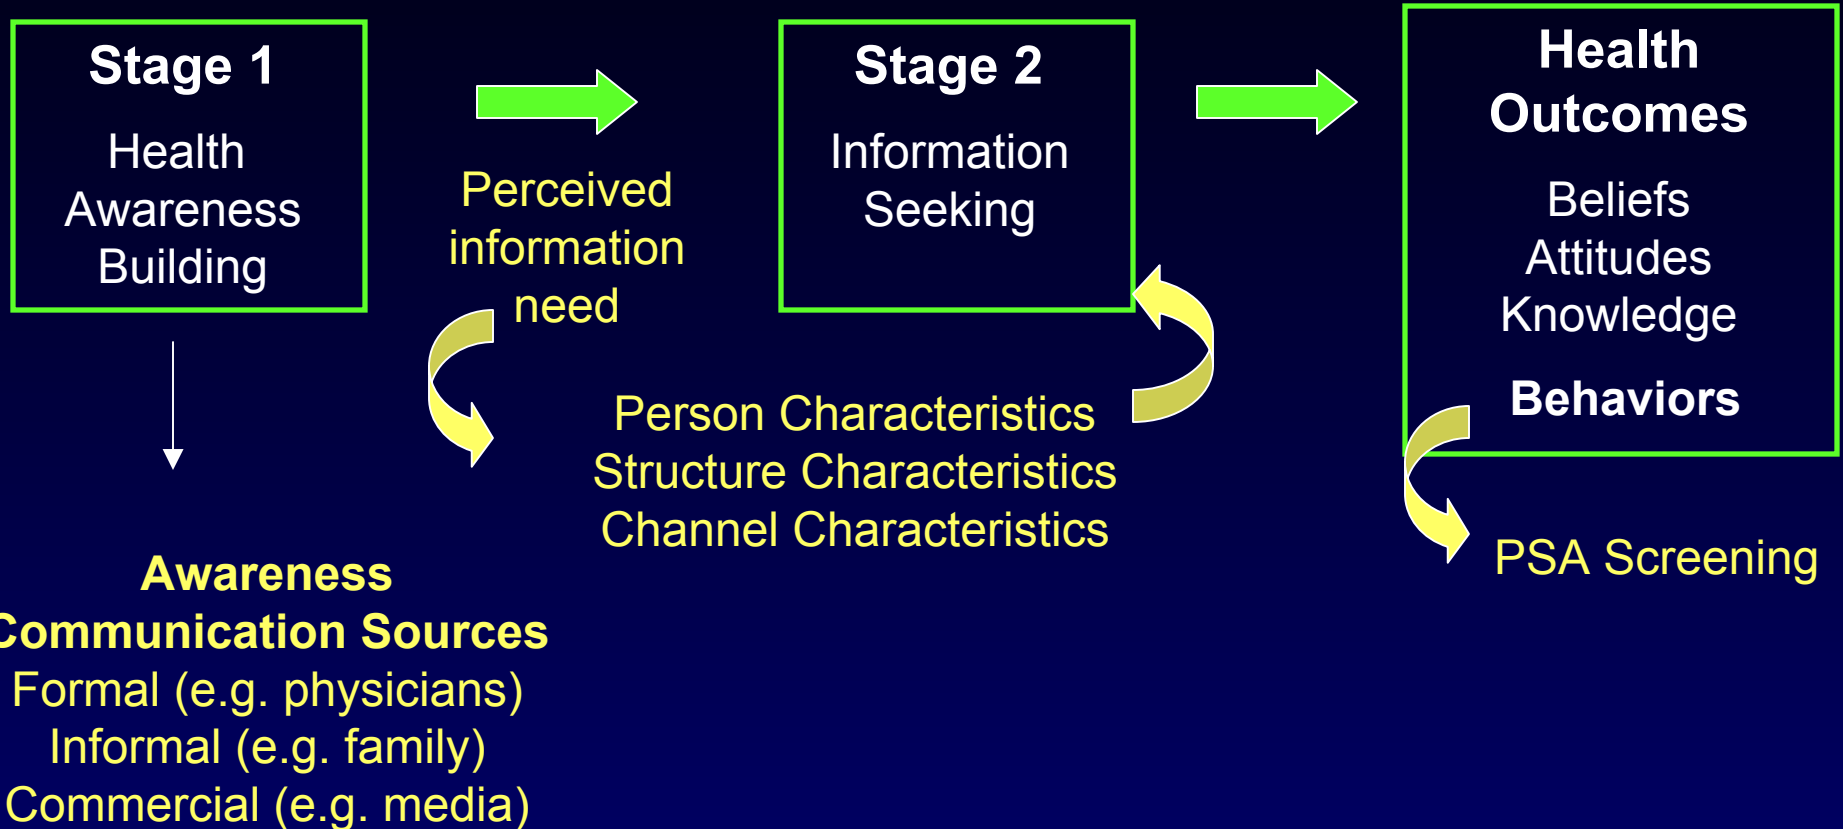 Stage 1
Health
Awareness
Building
Perceived
information
need
Stage 2
Information
Seeking
Health
Outcomes
Beliefs
Attitudes
Knowledge
Behaviors
Person Characteristics
Structure Characteristics
Channel Characteristics
PSA Screening
Awareness
Communication Sources
Formal (e.g. physicians)
Informal (e.g. family)
Commercial (e.g. media)